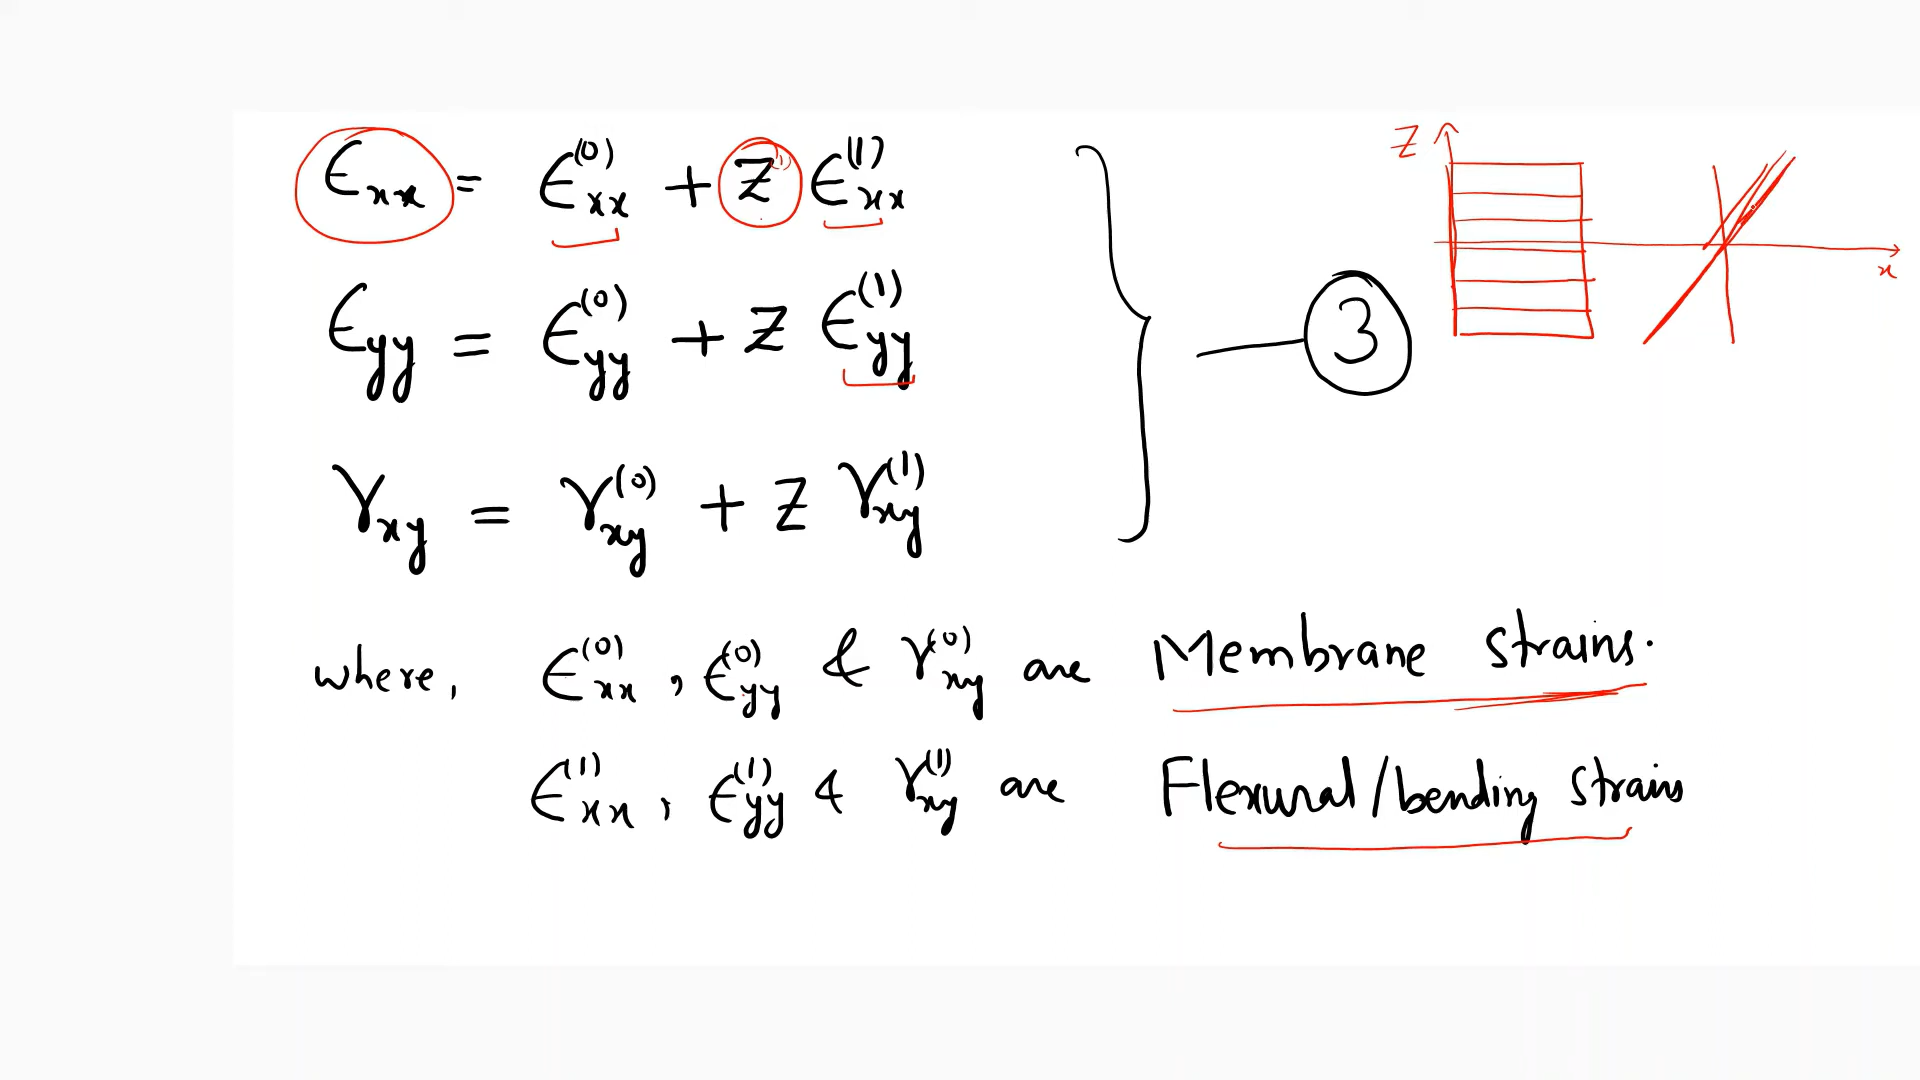 ϵxx = ϵxx⁽⁰⁾ + Z⁽¹⁾ ϵxx⁽¹⁾
ϵyy = ϵyy⁽⁰⁾ + Z ϵyy⁽¹⁾
γxy = γxy⁽⁰⁾ + Z γxy⁽¹⁾
3
Z
x
where, ϵxx⁽⁰⁾, ϵyy⁽⁰⁾ & γxy⁽⁰⁾ are Membrane strains.
ϵxx⁽¹⁾, ϵyy⁽¹⁾ & γxy⁽¹⁾ are Flexural/bending strains